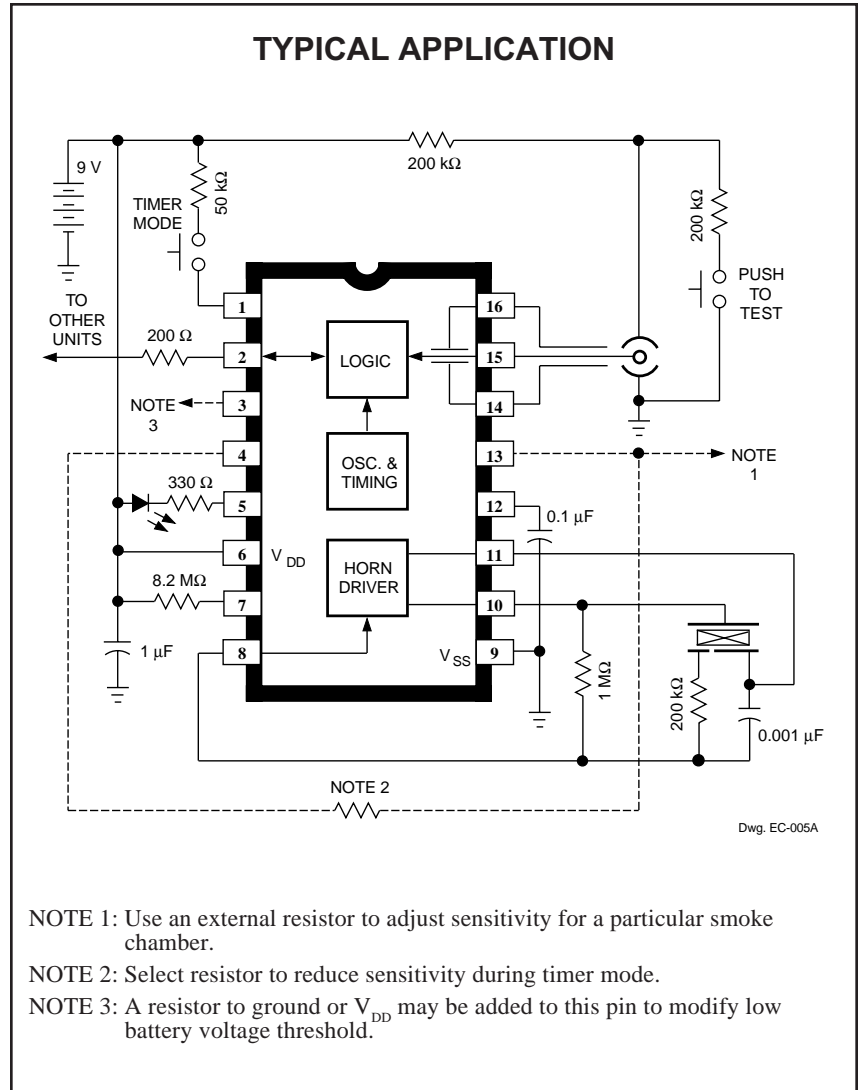 TYPICAL APPLICATION
9 V
200 kΩ
50 kΩ
TIMER
MODE
200 kΩ
PUSH
TO
TEST
TO
OTHER
UNITS
200 Ω
NOTE
3
330 Ω
8.2 MΩ
1 µF
1
2
3
4
5
6
7
8
V DD
LOGIC
OSC. &
TIMING
HORN
DRIVER
VSS
16
15
14
13
12
11
10
9
NOTE
1
0.1 µF
1 MΩ
200 kΩ
0.001 µF
NOTE 2
Dwg. EC-005A
NOTE 1: Use an external resistor to adjust sensitivity for a particular smoke
chamber.
NOTE 2: Select resistor to reduce sensitivity during timer mode.
NOTE 3: A resistor to ground or VDD may be added to this pin to modify low
battery voltage threshold.